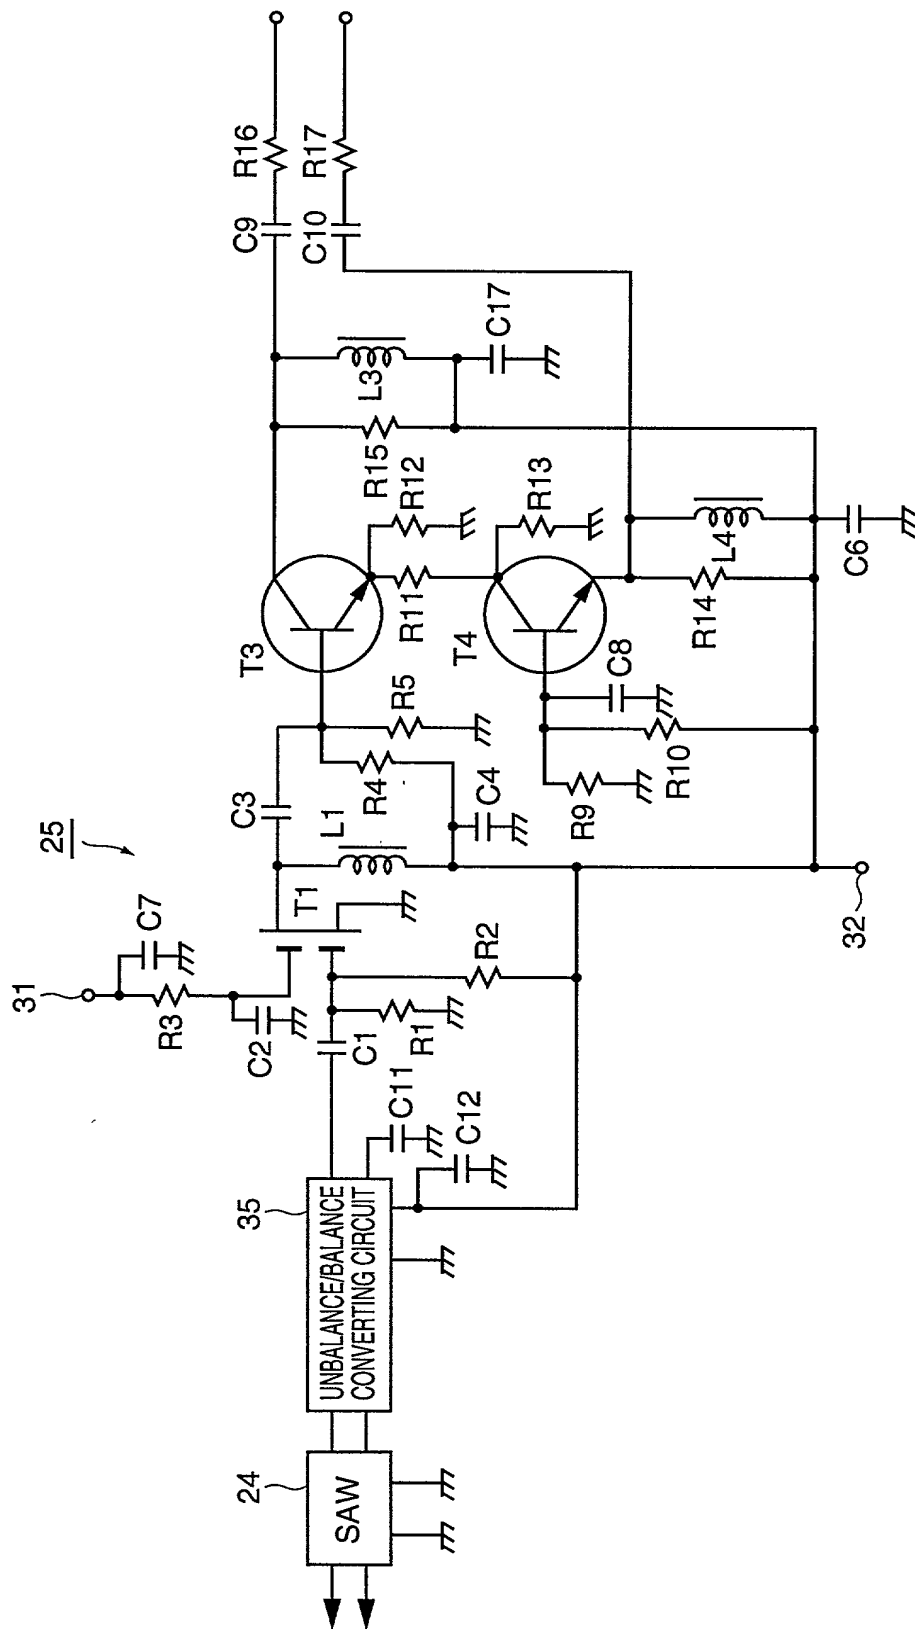 25
31
C7
R3
C2
T1
L1
C3
R4
R5
C4
T3
R11
R12
R15
L3
C17
C9
R16
C10
R17
T4
R13
C8
R10
R9
R14
L4
C6
32
R2
R1
C1
C11
C12
35
UNBALANCE/BALANCE
CONVERTING CIRCUIT
24
SAW